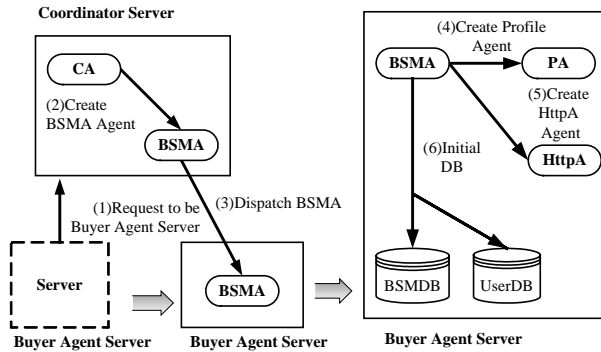 Coordinator Server
CA
(2)Create
BSMA Agent
BSMA
(1)Request to be
Buyer Agent Server
(3)Dispatch BSMA
Server
Buyer Agent Server
BSMA
Buyer Agent Server
(4)Create Profile
Agent
BSMA
PA
(5)Create
HttpA
Agent
HttpA
(6)Initial
DB
BSMDB
UserDB
Buyer Agent Server